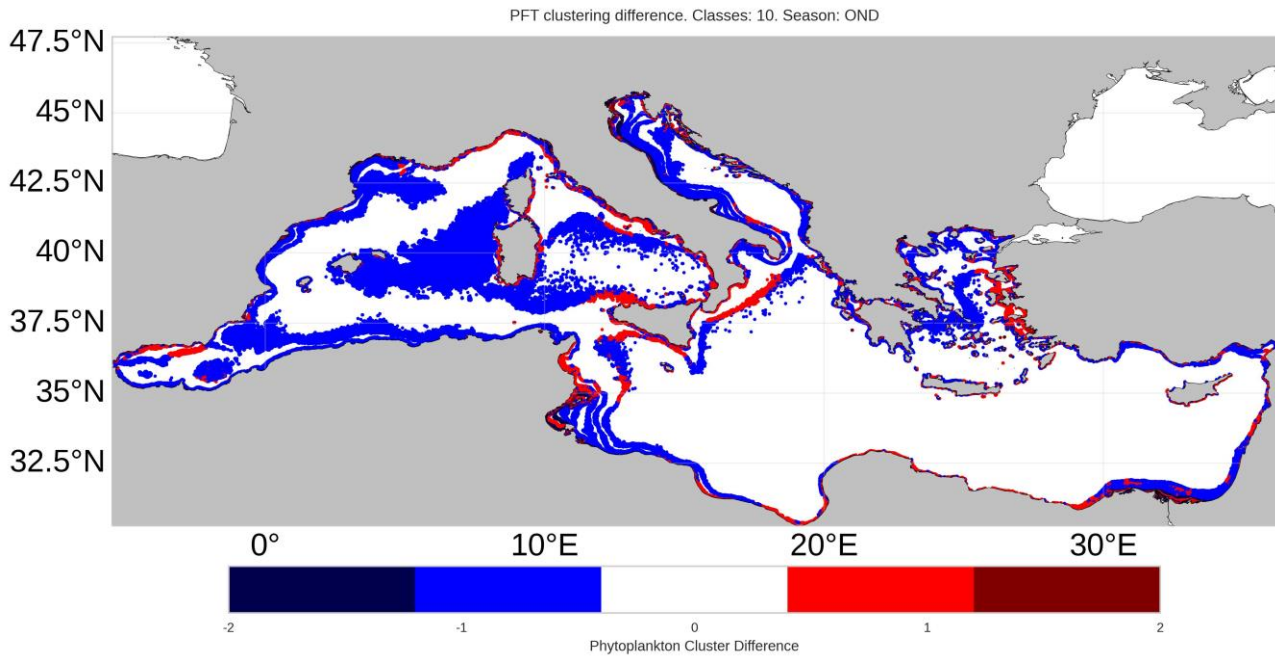 PFT clustering difference. Classes: 10. Season: OND
47.5°N
45°N
42.5°N
40°N
37.5°N
35°N
32.5°N
0° 10°E 20°E 30°E
-2 -1 0 1 2
Phytoplankton Cluster Difference